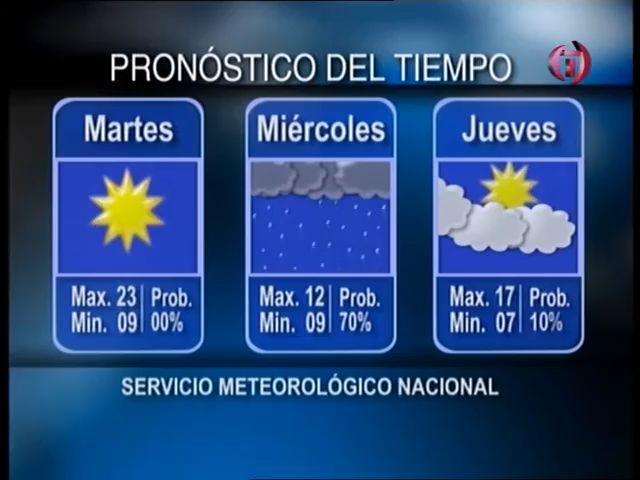 PRONÓSTICO DEL TIEMPO
Martes
Max. 23 Prob.
Min. 09 00%
Miércoles
Max. 12 Prob.
Min. 09 70%
Jueves
Max. 17 Prob.
Min. 07 10%
SERVICIO METEOROLÓGICO NACIONAL